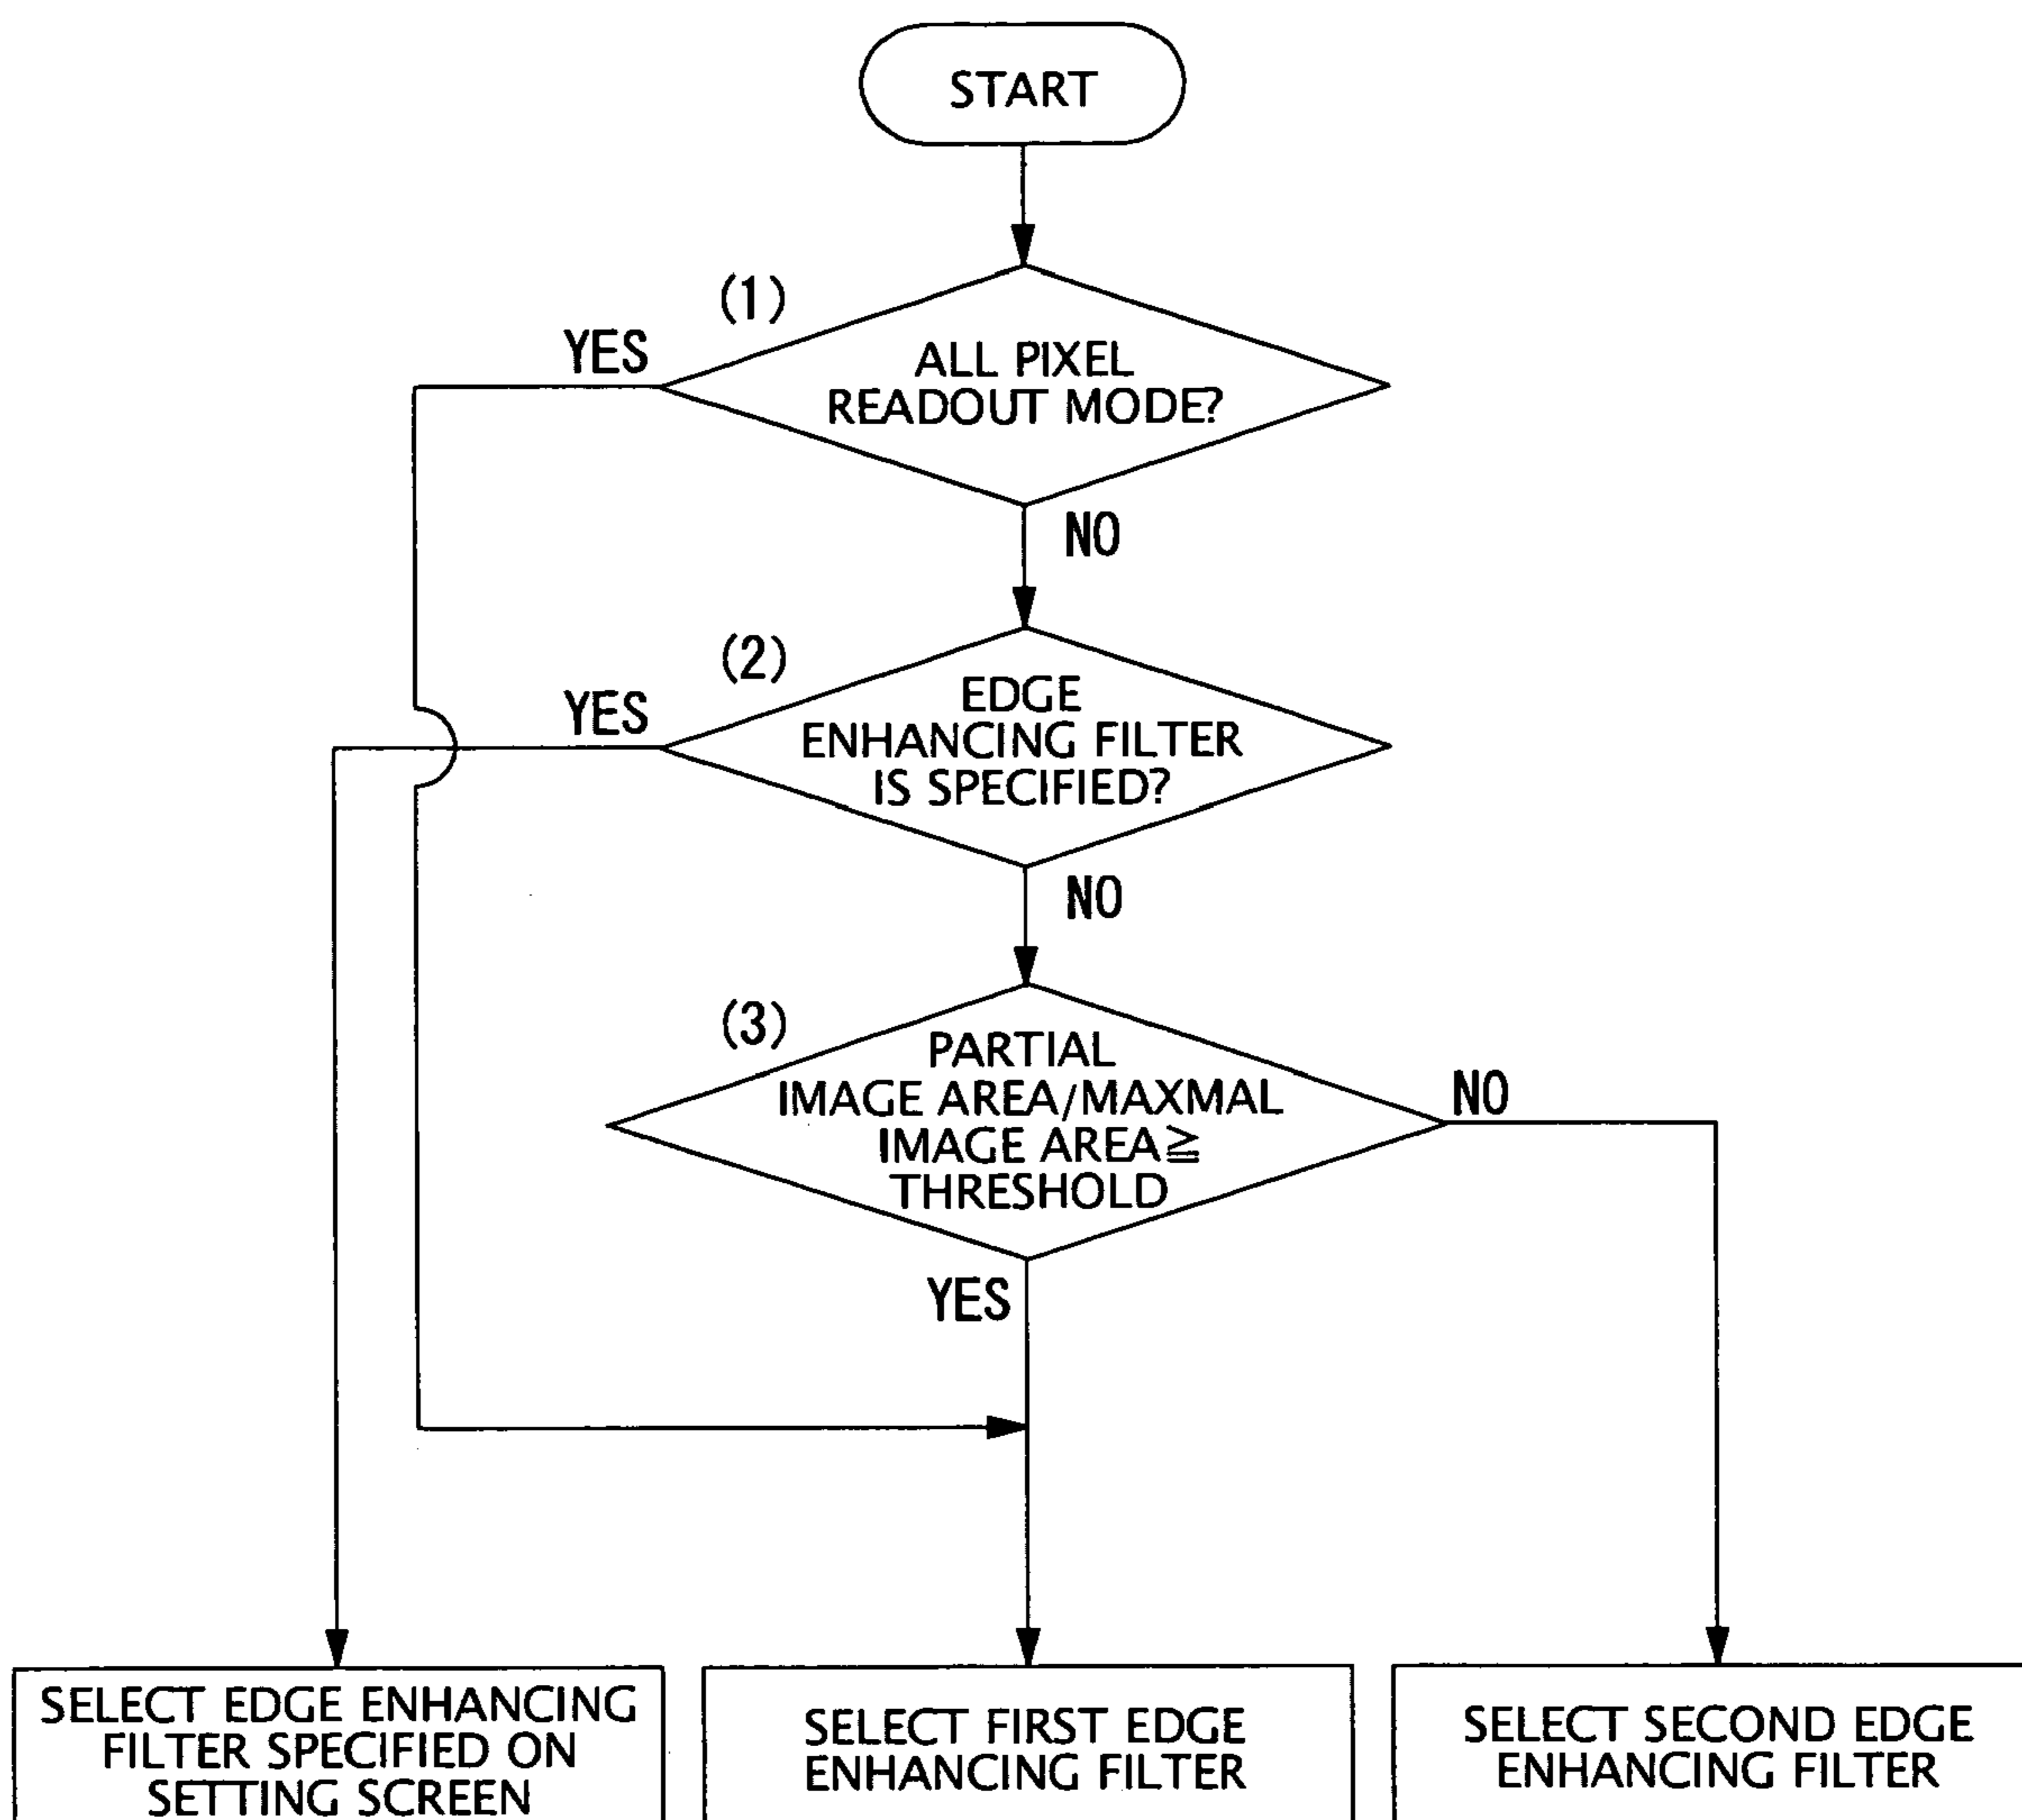 START
(1)
YES
ALL PIXEL
READOUT MODE?
NO
(2)
YES
EDGE
ENHANCING FILTER
IS SPECIFIED?
NO
(3)
PARTIAL
IMAGE AREA/MAXMAL
IMAGE AREA≧
THRESHOLD
NO
YES
SELECT EDGE ENHANCING
FILTER SPECIFIED ON
SETTING SCREEN
SELECT FIRST EDGE
ENHANCING FILTER
SELECT SECOND EDGE
ENHANCING FILTER